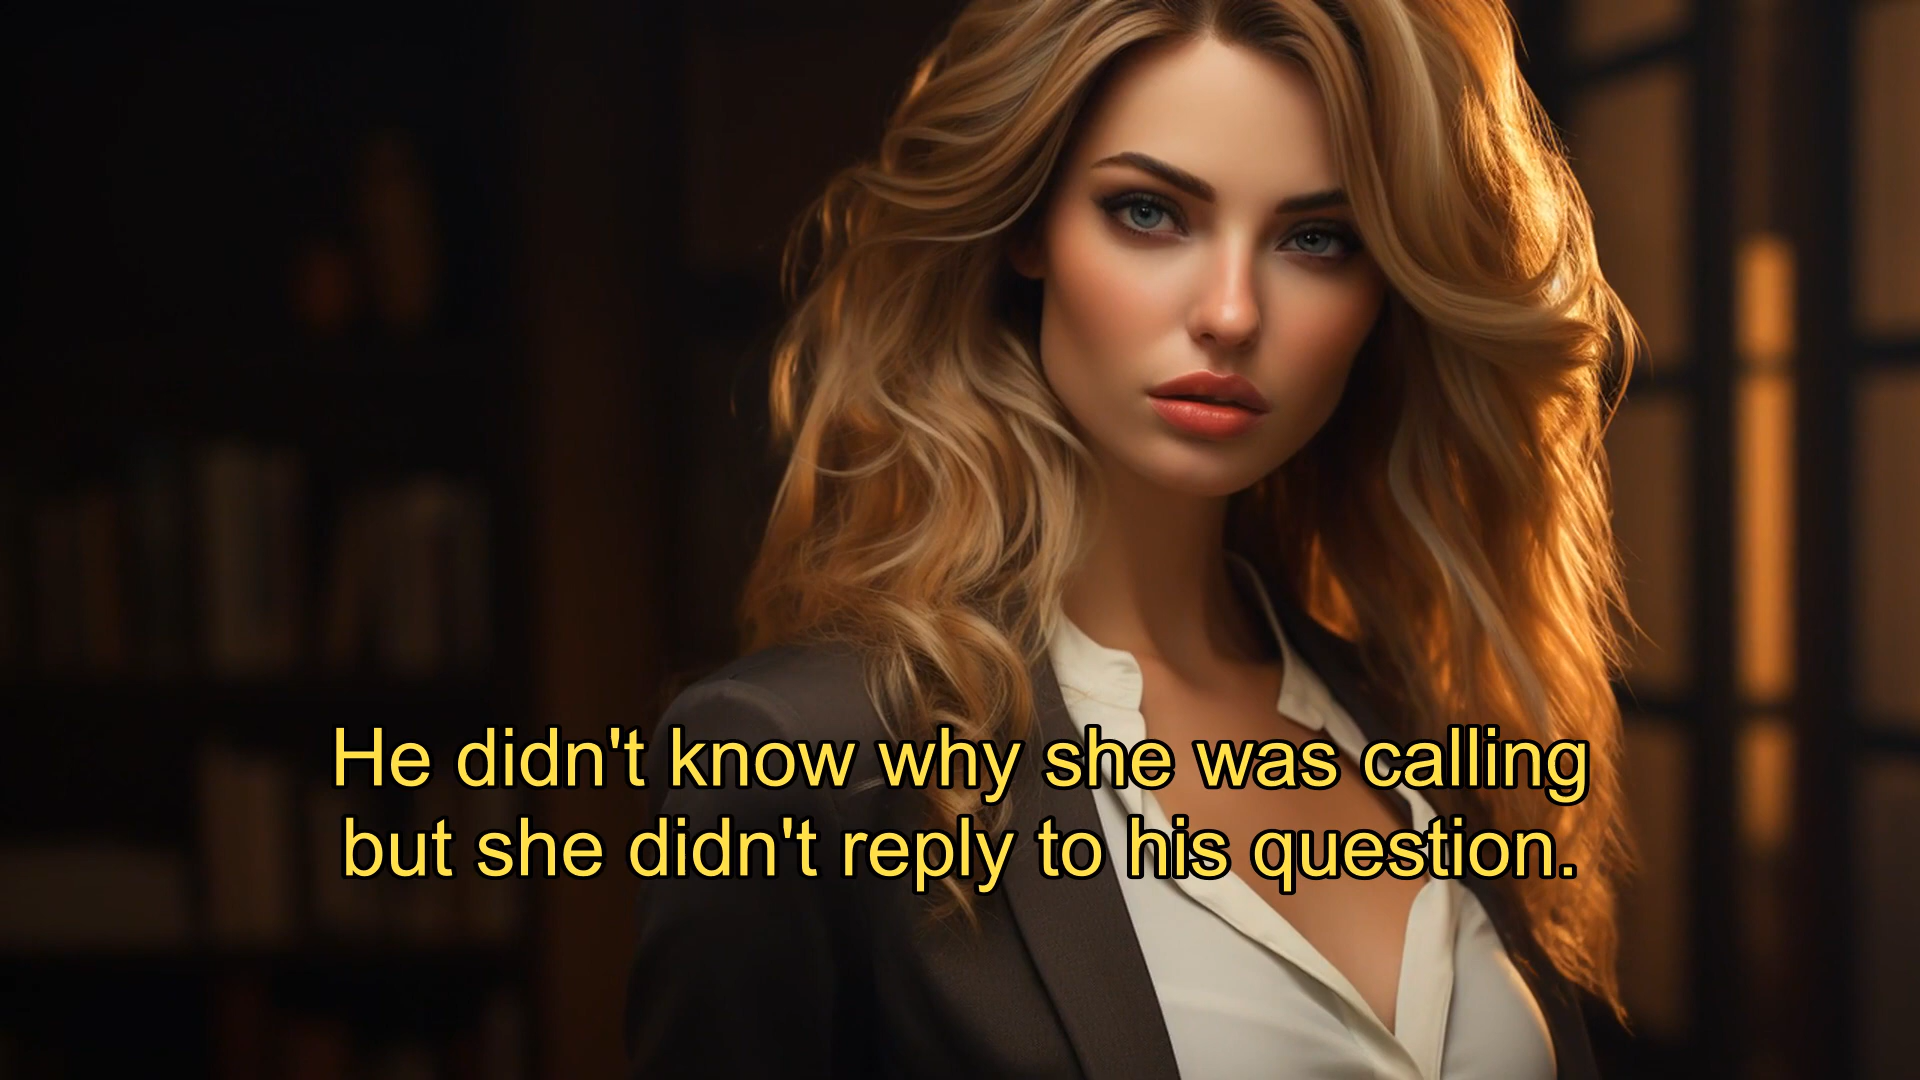 He didn't know why she was calling
but she didn't reply to his question.